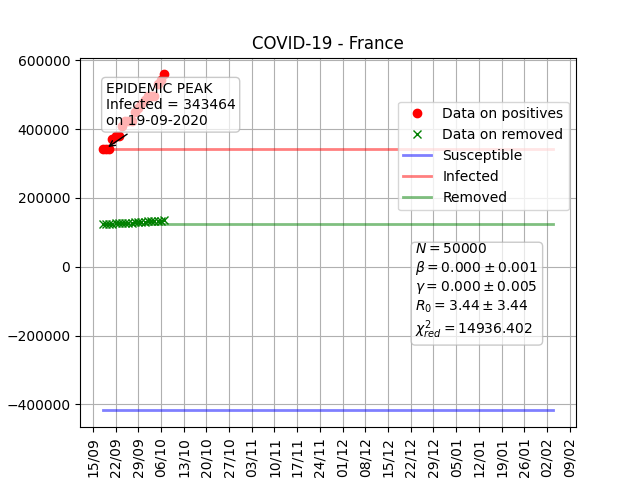 COVID-19 - France
600000
400000
200000
0
−200000
−400000
EPIDEMIC PEAK
Infected = 343464
on 19-09-2020
Data on positives
Data on removed
Susceptible
Infected
Removed
N = 50000
β = 0.000 ± 0.001
γ = 0.000 ± 0.005
R₀ = 3.44 ± 3.44
χ²_red = 14936.402
15/09 22/09 29/09 06/10 13/10 20/10 27/10 03/11 10/11 17/11 24/11 01/12 08/12 15/12 22/12 29/12 05/01 12/01 19/01 26/01 02/02 09/02